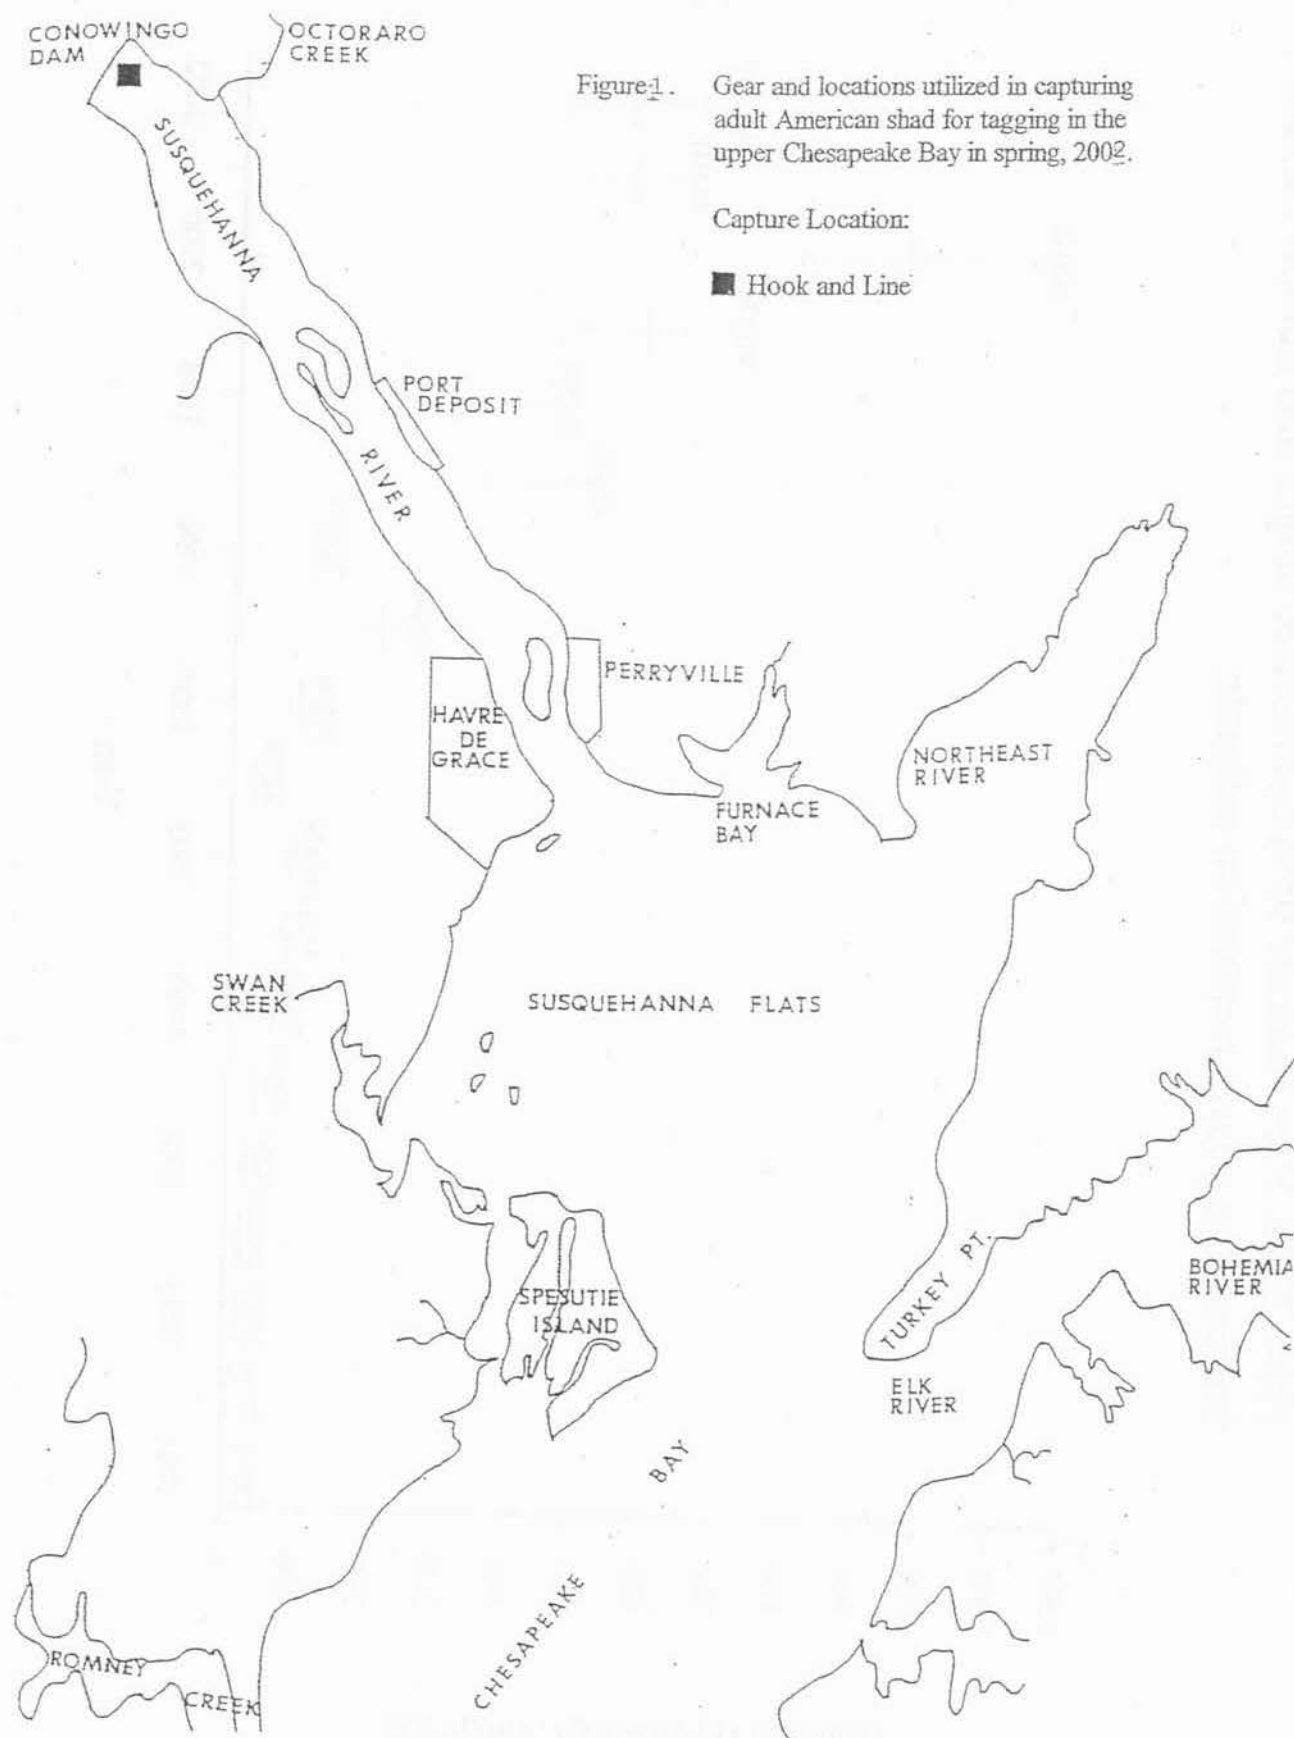 CONOWINGO
DAM
OCTORARO
CREEK
Figure 1. Gear and locations utilized in capturing
adult American shad for tagging in the
upper Chesapeake Bay in spring, 2002.
Capture Location:
Hook and Line
SUSQUEHANNA
RIVER
PORT
DEPOSIT
PERRYVILLE
HAVRE
DE
GRACE
FURNACE
BAY
NORTHEAST
RIVER
SWAN
CREEK
SUSQUEHANNA FLATS
SPESUTIE
ISLAND
TURKEY PT.
BOHEMIA
RIVER
ELK
RIVER
CHESAPEAKE BAY
ROMNEY
CREEK